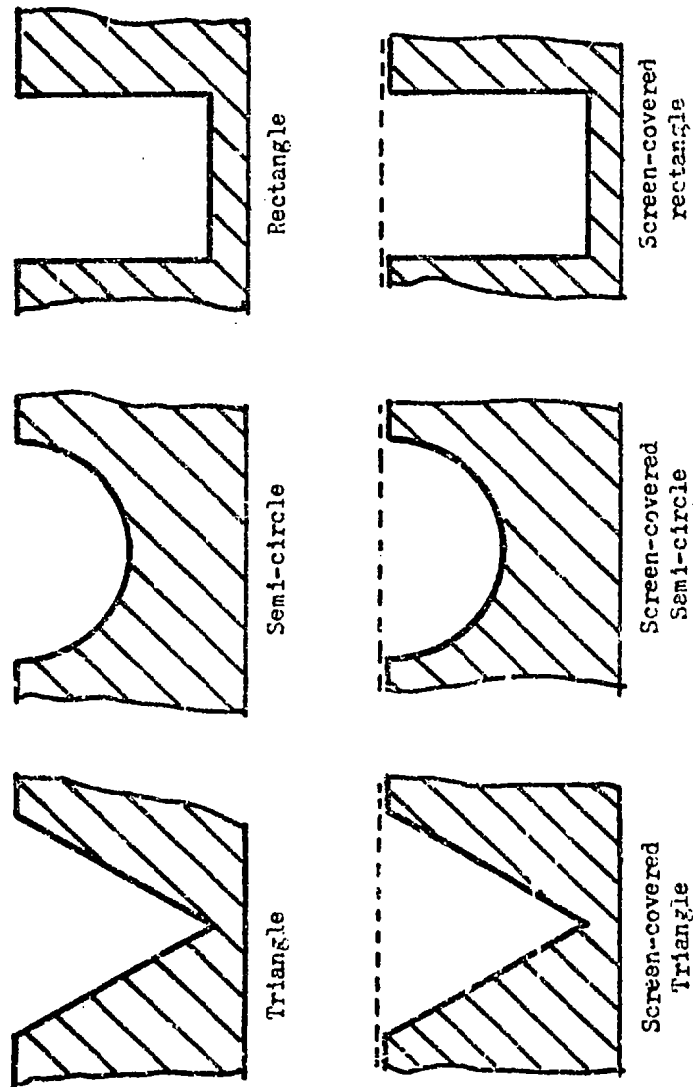 Triangle
Semi-circle
Rectangle
Screen-covered
Triangle
Screen-covered
Semi-circle
Screen-covered
rectangle